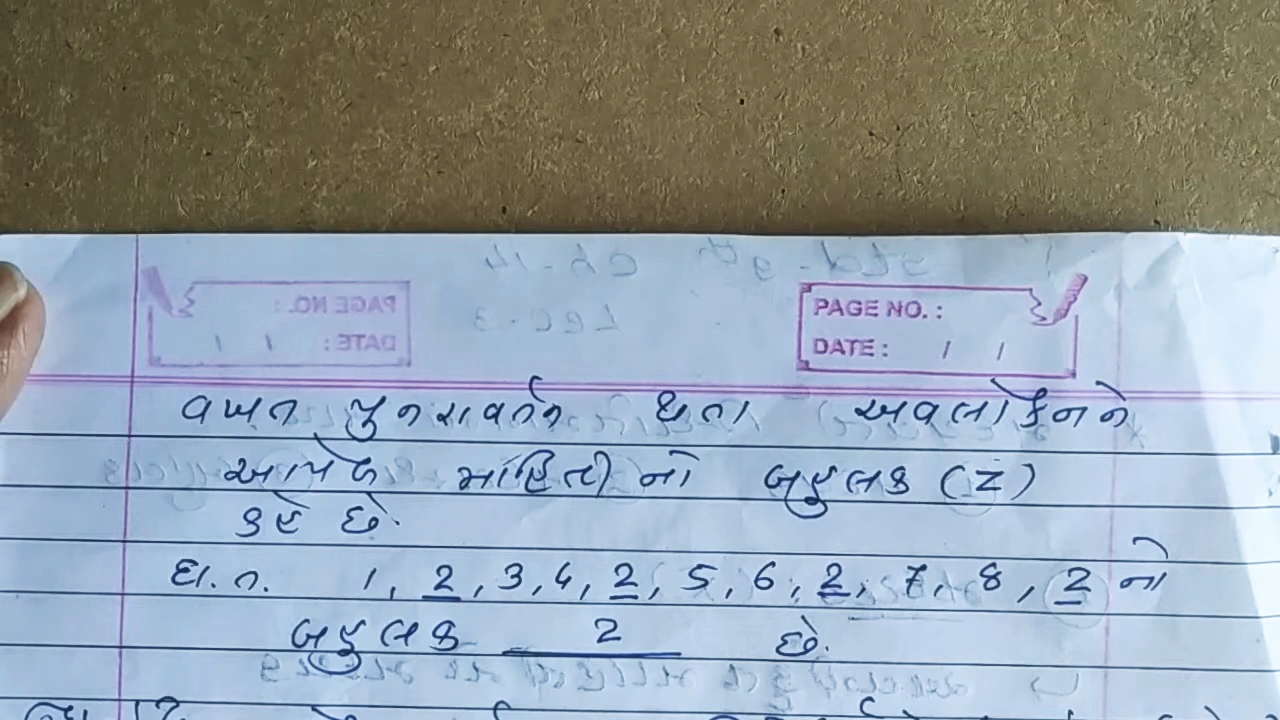 PAGE NO. :
DATE : / /
વખત પુનરાવર્તન થતા અવલોકનને
આપેલ માહિતી નો બહુલક (Z)
કહે છે.
દા.ત. 1, 2, 3, 4, 2, 5, 6, 2, 7, 8, 2 નો
બહુલક 2 છે.